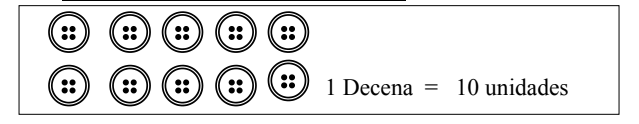 1 Decena = 10 unidades